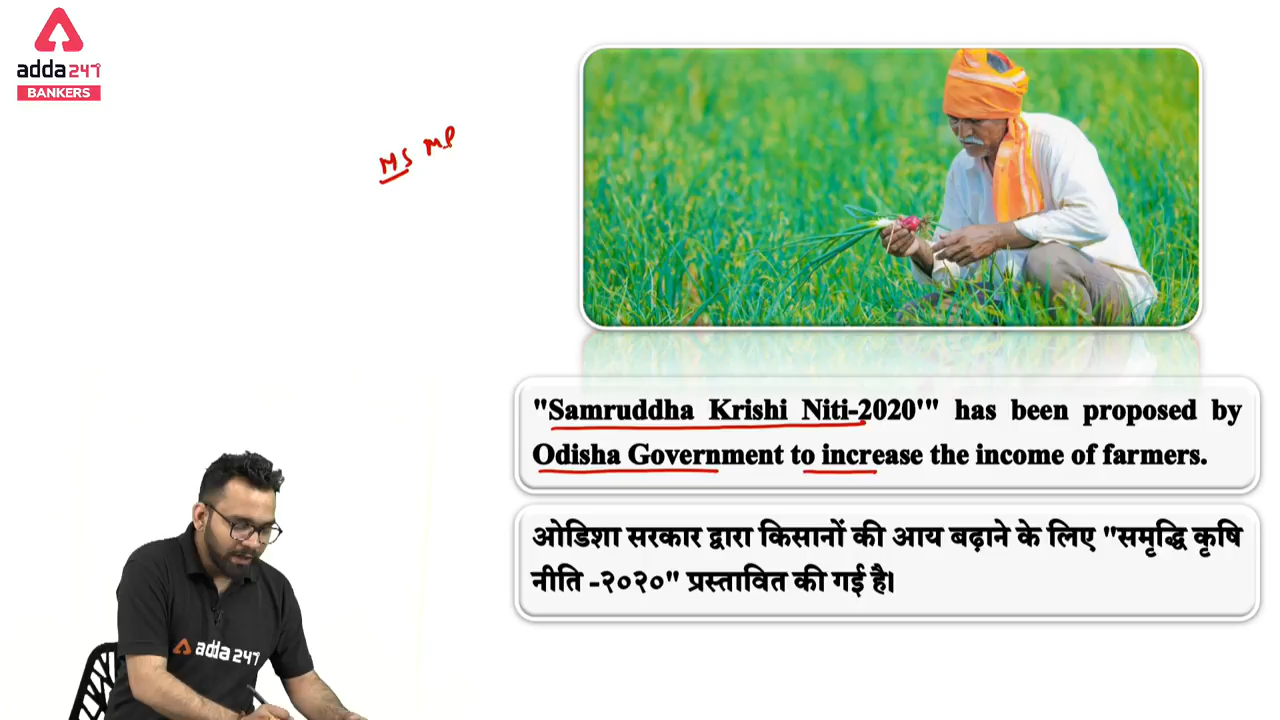 adda247
BANKERS
MS MP
"Samruddha Krishi Niti-2020'" has been proposed by
Odisha Government to increase the income of farmers.
ओडिशा सरकार द्वारा किसानों की आय बढ़ाने के लिए "समृद्धि कृषि
नीति -२०२०" प्रस्तावित की गई है।
adda247